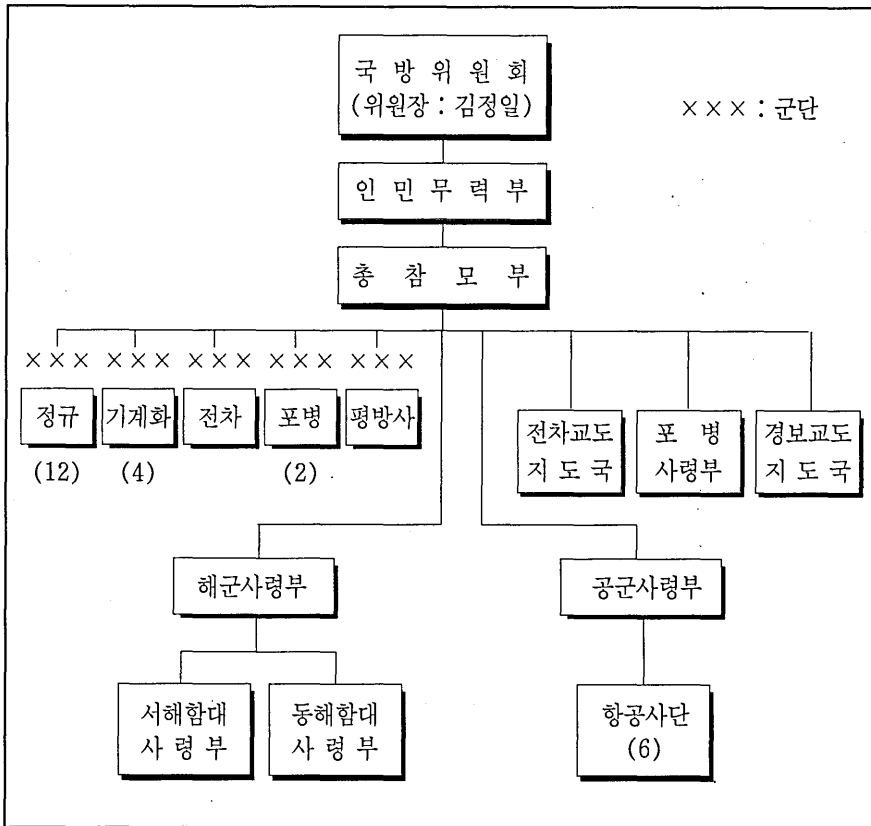 국 방 위 원 회
(위원장 : 김정일)
××× : 군단
인 민 무 력 부
총 참 모 부
××× ××× ××× ××× ×××
정규 기계화 전차 포병 평방사
(12) (4) (2)
전차교도 포 병 경보교도
지 도 국 사령부 지 도 국
해군사령부 공군사령부
서해함대 동해함대 항공사단
사 령 부 사 령 부 (6)